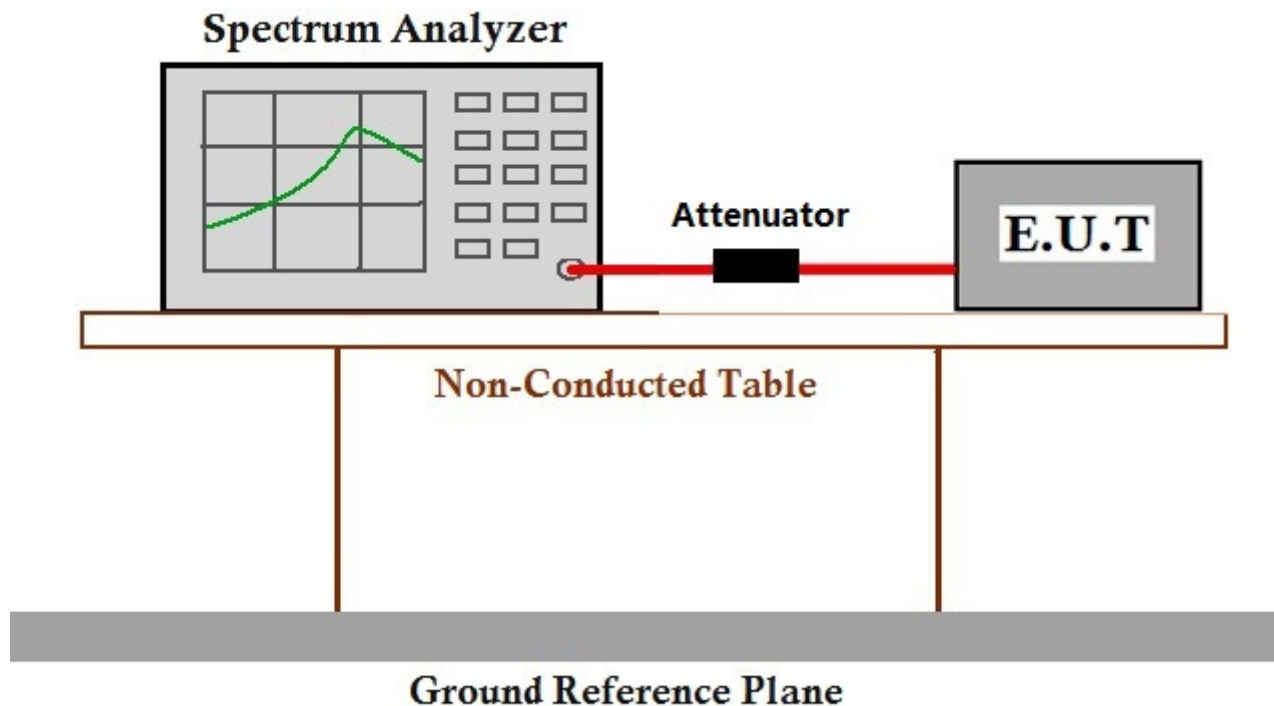 Spectrum Analyzer
Attenuator
E.U.T
Non-Conducted Table
Ground Reference Plane